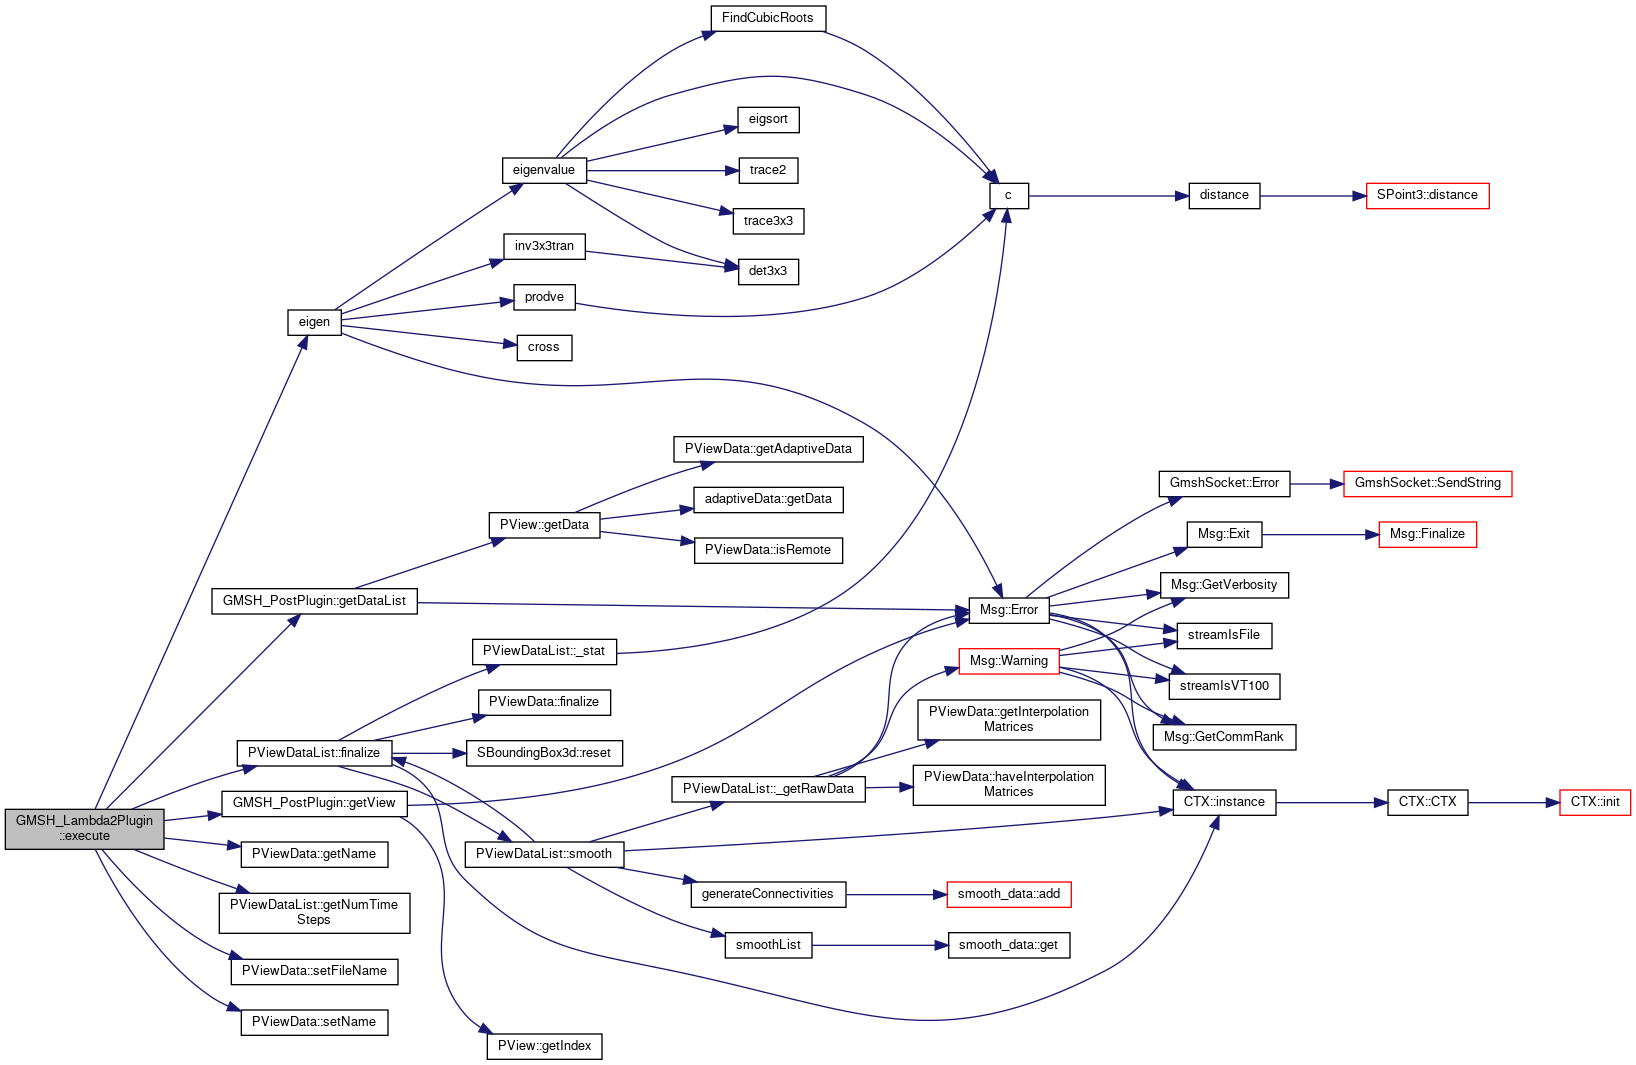 FindCubicRoots
eigsort
eigenvalue
trace2
c
distance
SPoint3::distance
trace3x3
inv3x3tran
det3x3
prodve
eigen
cross
PViewData::getAdaptiveData
adaptiveData::getData
GmshSocket::Error
GmshSocket::SendString
PView::getData
Msg::Exit
Msg::Finalize
PViewData::isRemote
Msg::GetVerbosity
GMSH_PostPlugin::getDataList
Msg::Error
streamIsFile
PViewDataList::_stat
Msg::Warning
streamIsVT100
PViewData::finalize
PViewData::getInterpolation
Matrices
Msg::GetCommRank
PViewDataList::finalize
SBoundingBox3d::reset
PViewDataList::_getRawData
PViewData::haveInterpolation
Matrices
GMSH_PostPlugin::getView
CTX::instance
CTX::CTX
CTX::init
GMSH_Lambda2Plugin
::execute
PViewData::getName
PViewDataList::smooth
generateConnectivities
smooth_data::add
PViewDataList::getNumTime
Steps
smoothList
smooth_data::get
PViewData::setFileName
PViewData::setName
PView::getIndex